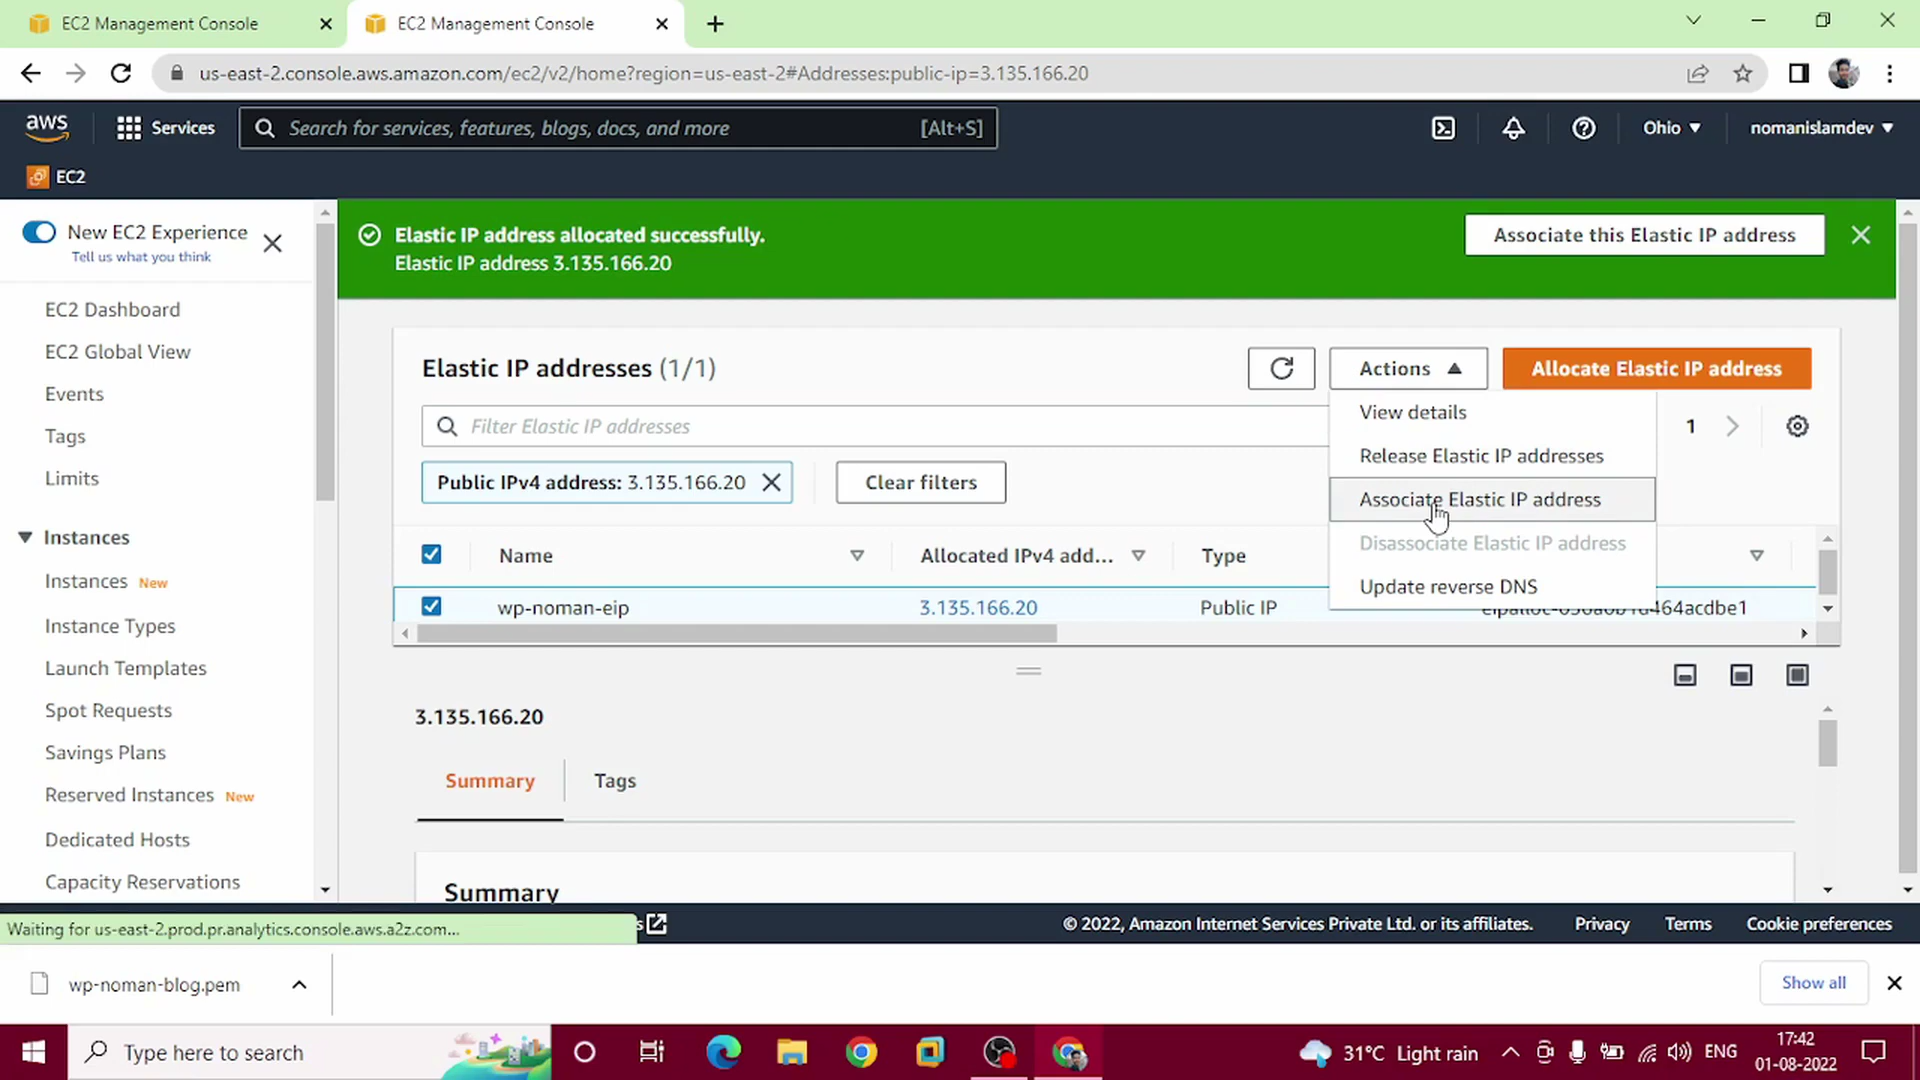 EC2 Management Console
EC2 Management Console
us-east-2.console.aws.amazon.com/ec2/v2/home?region=us-east-2#Addresses:public-ip=3.135.166.20
aws
Services
Search for services, features, blogs, docs, and more
[Alt+S]
Ohio
nomanislamdev
EC2
New EC2 Experience
Tell us what you think
EC2 Dashboard
EC2 Global View
Events
Tags
Limits
Instances
Instances New
Instance Types
Launch Templates
Spot Requests
Savings Plans
Reserved Instances New
Dedicated Hosts
Capacity Reservations
Elastic IP address allocated successfully.
Elastic IP address 3.135.166.20
Associate this Elastic IP address
Elastic IP addresses (1/1)
Actions
Allocate Elastic IP address
Filter Elastic IP addresses
1
View details
Release Elastic IP addresses
Associate Elastic IP address
Disassociate Elastic IP address
Update reverse DNS
Public IPv4 address: 3.135.166.20
Clear filters
Name
Allocated IPv4 add...
Type
wp-noman-eip
3.135.166.20
Public IP
3.135.166.20
Summary
Tags
Summary
Waiting for us-east-2.prod.pr.analytics.console.aws.a2z.com...
© 2022, Amazon Internet Services Private Ltd. or its affiliates.
Privacy
Terms
Cookie preferences
wp-noman-blog.pem
Show all
Type here to search
31°C Light rain
ENG
17:42
01-08-2022